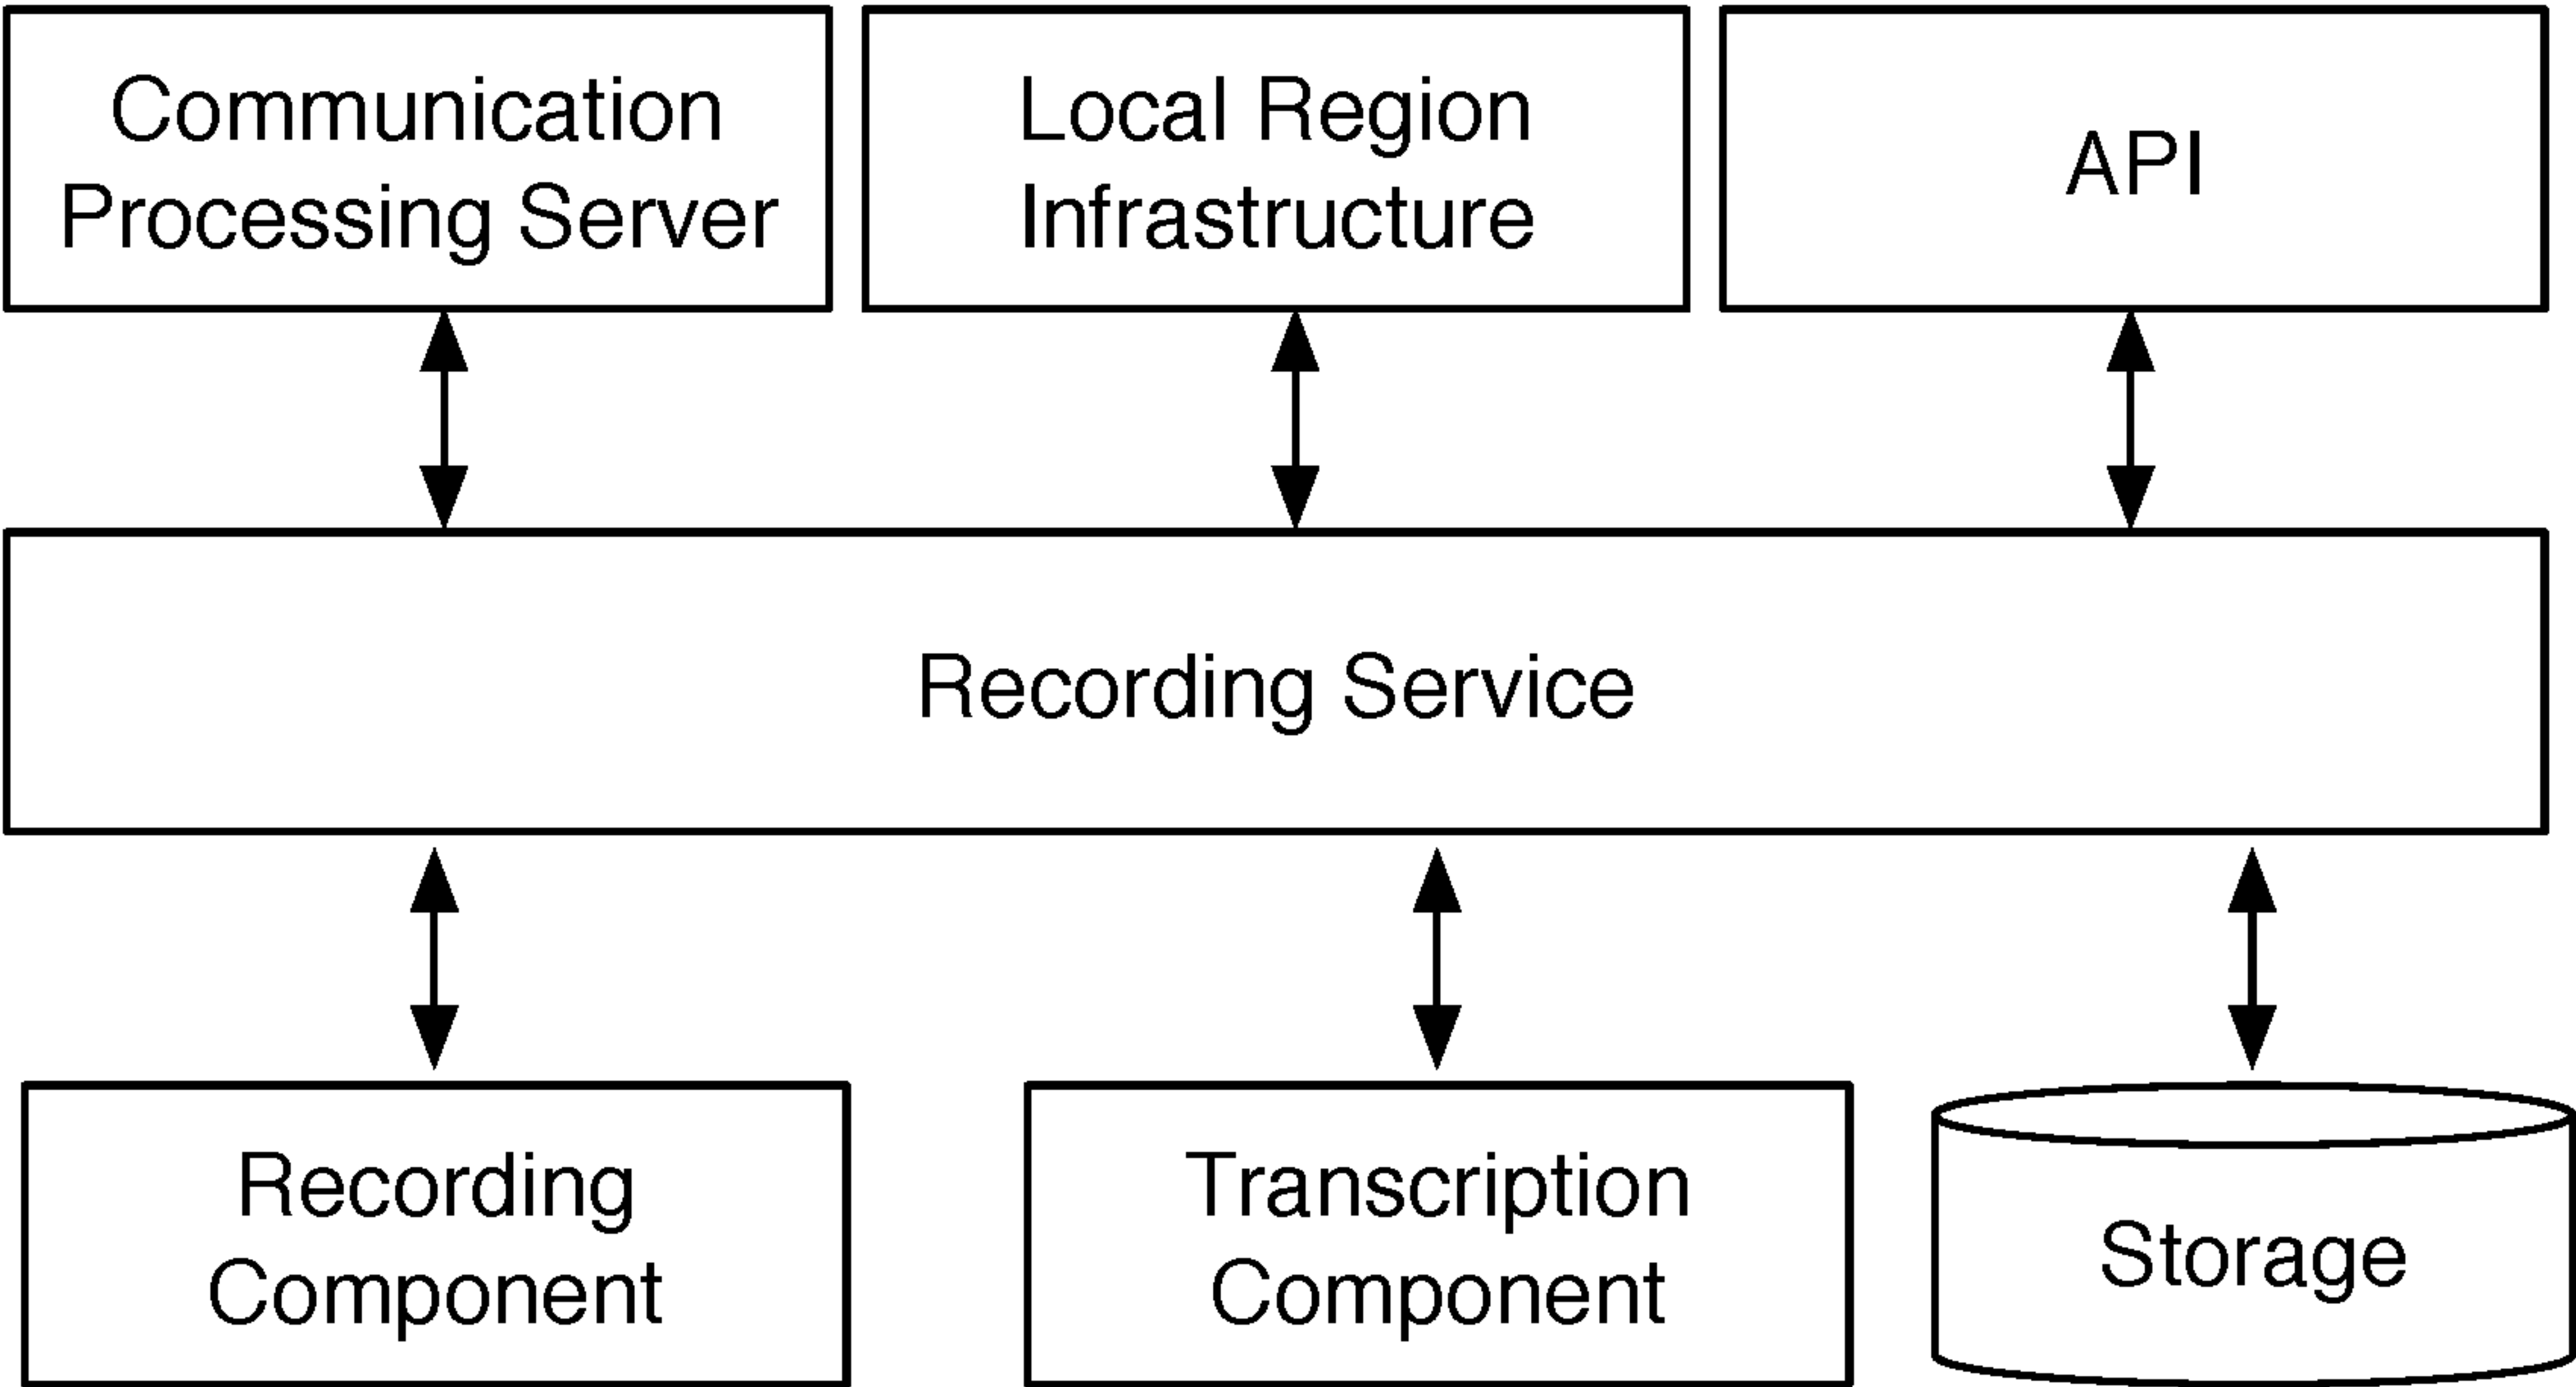 Communication
Processing Server
Local Region
Infrastructure
API
Recording Service
Recording
Component
Transcription
Component
Storage